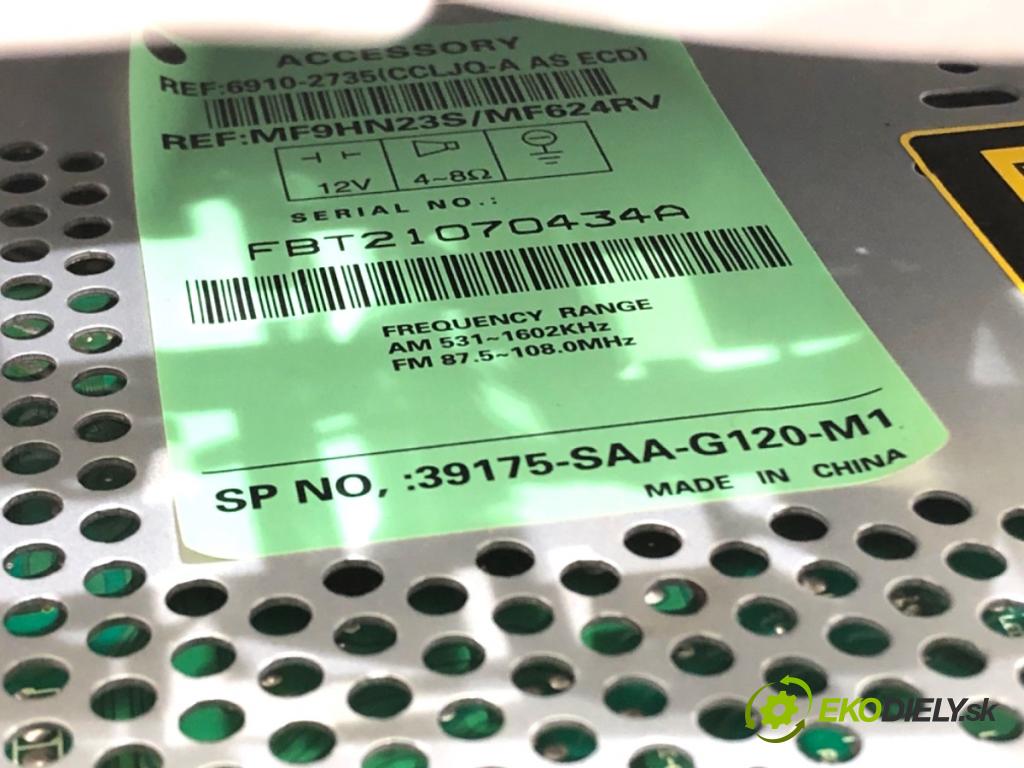 ACCESSORY
REF:6910-2735(CCLJQ-A AS ECD)
REF:MF9HN23S/MF624RV
12V
4~8Ω
SERIAL NO.:
FBT21070434A
FREQUENCY RANGE
AM 531~1602KHz
FM 87.5~108.0MHz
SP NO, :39175-SAA-G120-M1
MADE IN CHINA
EKODIELY.sk